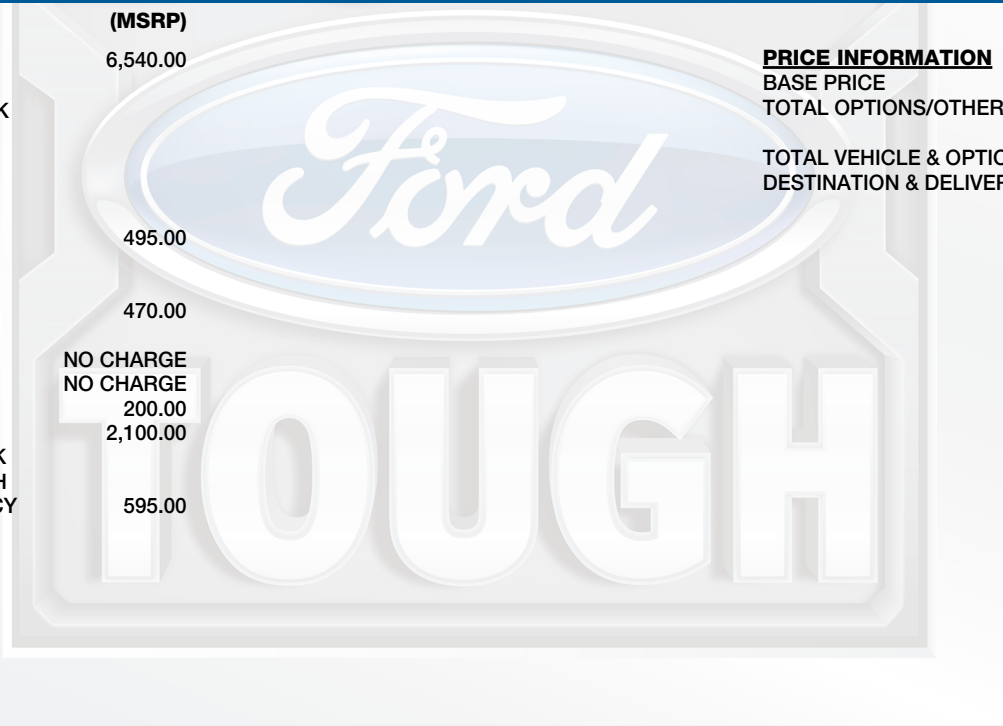 (MSRP)
6,540.00
K
495.00
470.00
NO CHARGE
NO CHARGE
200.00
2,100.00
K
H
CY
595.00
PRICE INFORMATION
BASE PRICE
TOTAL OPTIONS/OTHER
TOTAL VEHICLE & OPTIO
DESTINATION & DELIVER
Ford
TOUGH